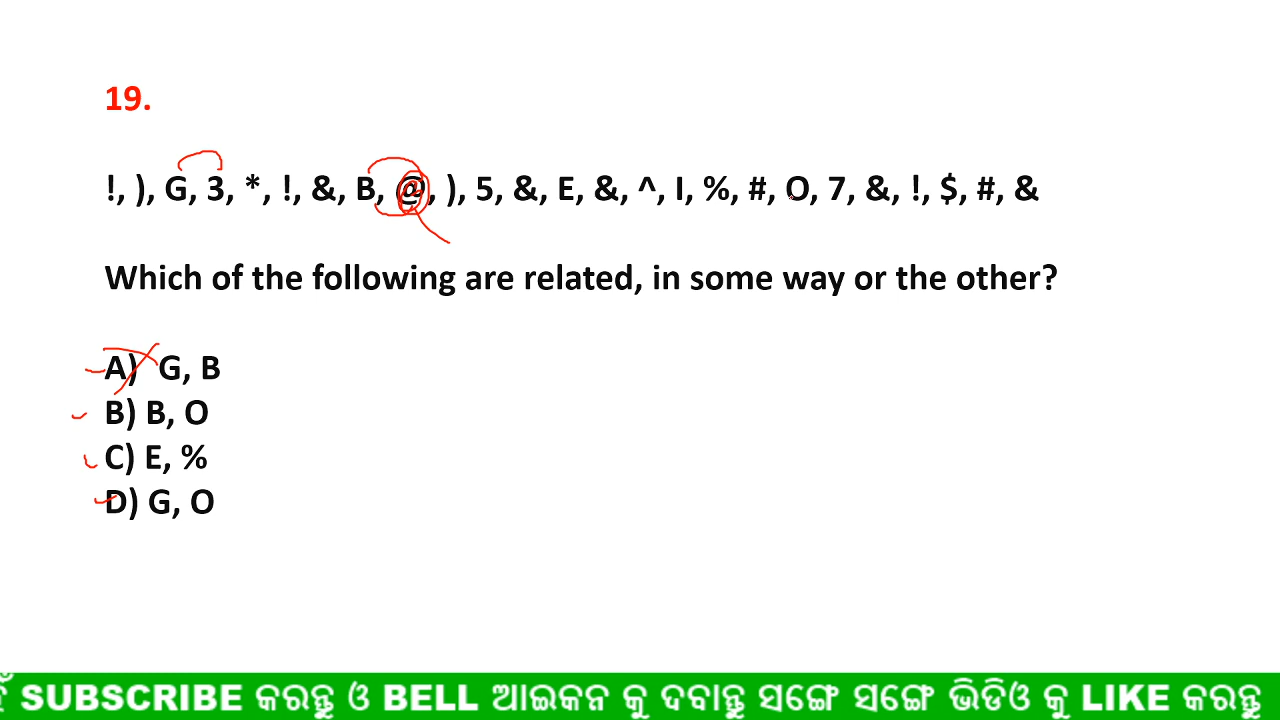 19.
!, ), G, 3, *, !, &, B, @, ), 5, &, E, &, ^, I, %, #, O, 7, &, !, $, #, &
Which of the following are related, in some way or the other?
A) G, B
B) B, O
C) E, %
D) G, O
SUBSCRIBE କରନ୍ତୁ ଓ BELL ଆଇକନ କୁ ଦବାନ୍ତୁ ସଙ୍ଗେ ସଙ୍ଗେ ଭିଡିଓ କୁ LIKE କରନ୍ତୁ